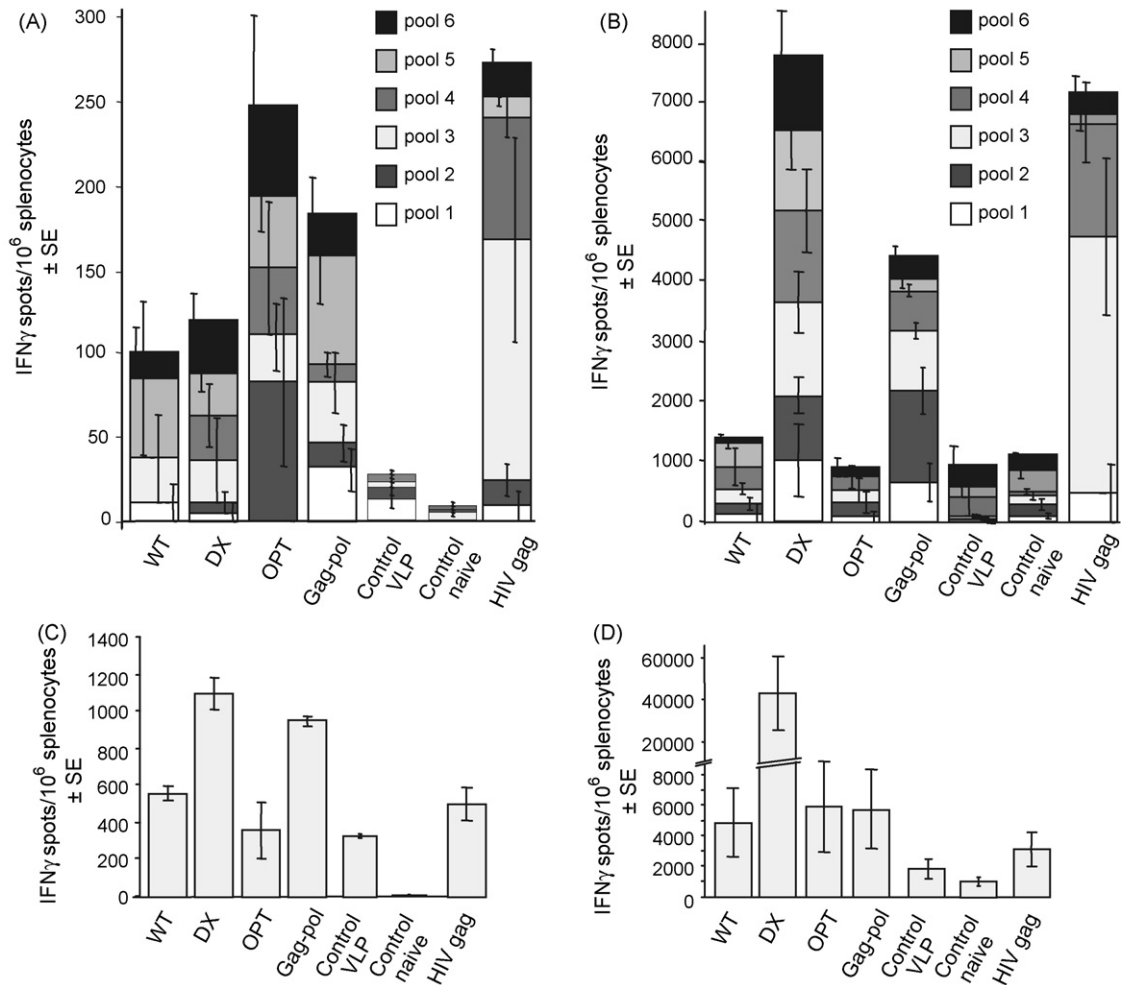 (A)
IFNγ spots/10⁶ splenocytes
± SE
300
250
200
150
100
50
0
pool 6
pool 5
pool 4
pool 3
pool 2
pool 1
WT
DX
OPT
Gag-pol
Control
VLP
Control
naive
HIV gag
(B)
IFNγ spots/10⁶ splenocytes
± SE
8000
7000
6000
5000
4000
3000
2000
1000
0
pool 6
pool 5
pool 4
pool 3
pool 2
pool 1
WT
DX
OPT
Gag-pol
Control
VLP
Control
naive
HIV gag
(C)
IFNγ spots/10⁶ splenocytes
± SE
1400
1200
1000
800
600
400
200
0
WT
DX
OPT
Gag-pol
Control
VLP
Control
naive
HIV gag
(D)
IFNγ spots/10⁶ splenocytes
± SE
60000
40000
20000
8000
6000
4000
2000
0
WT
DX
OPT
Gag-pol
Control
VLP
Control
naive
HIV gag